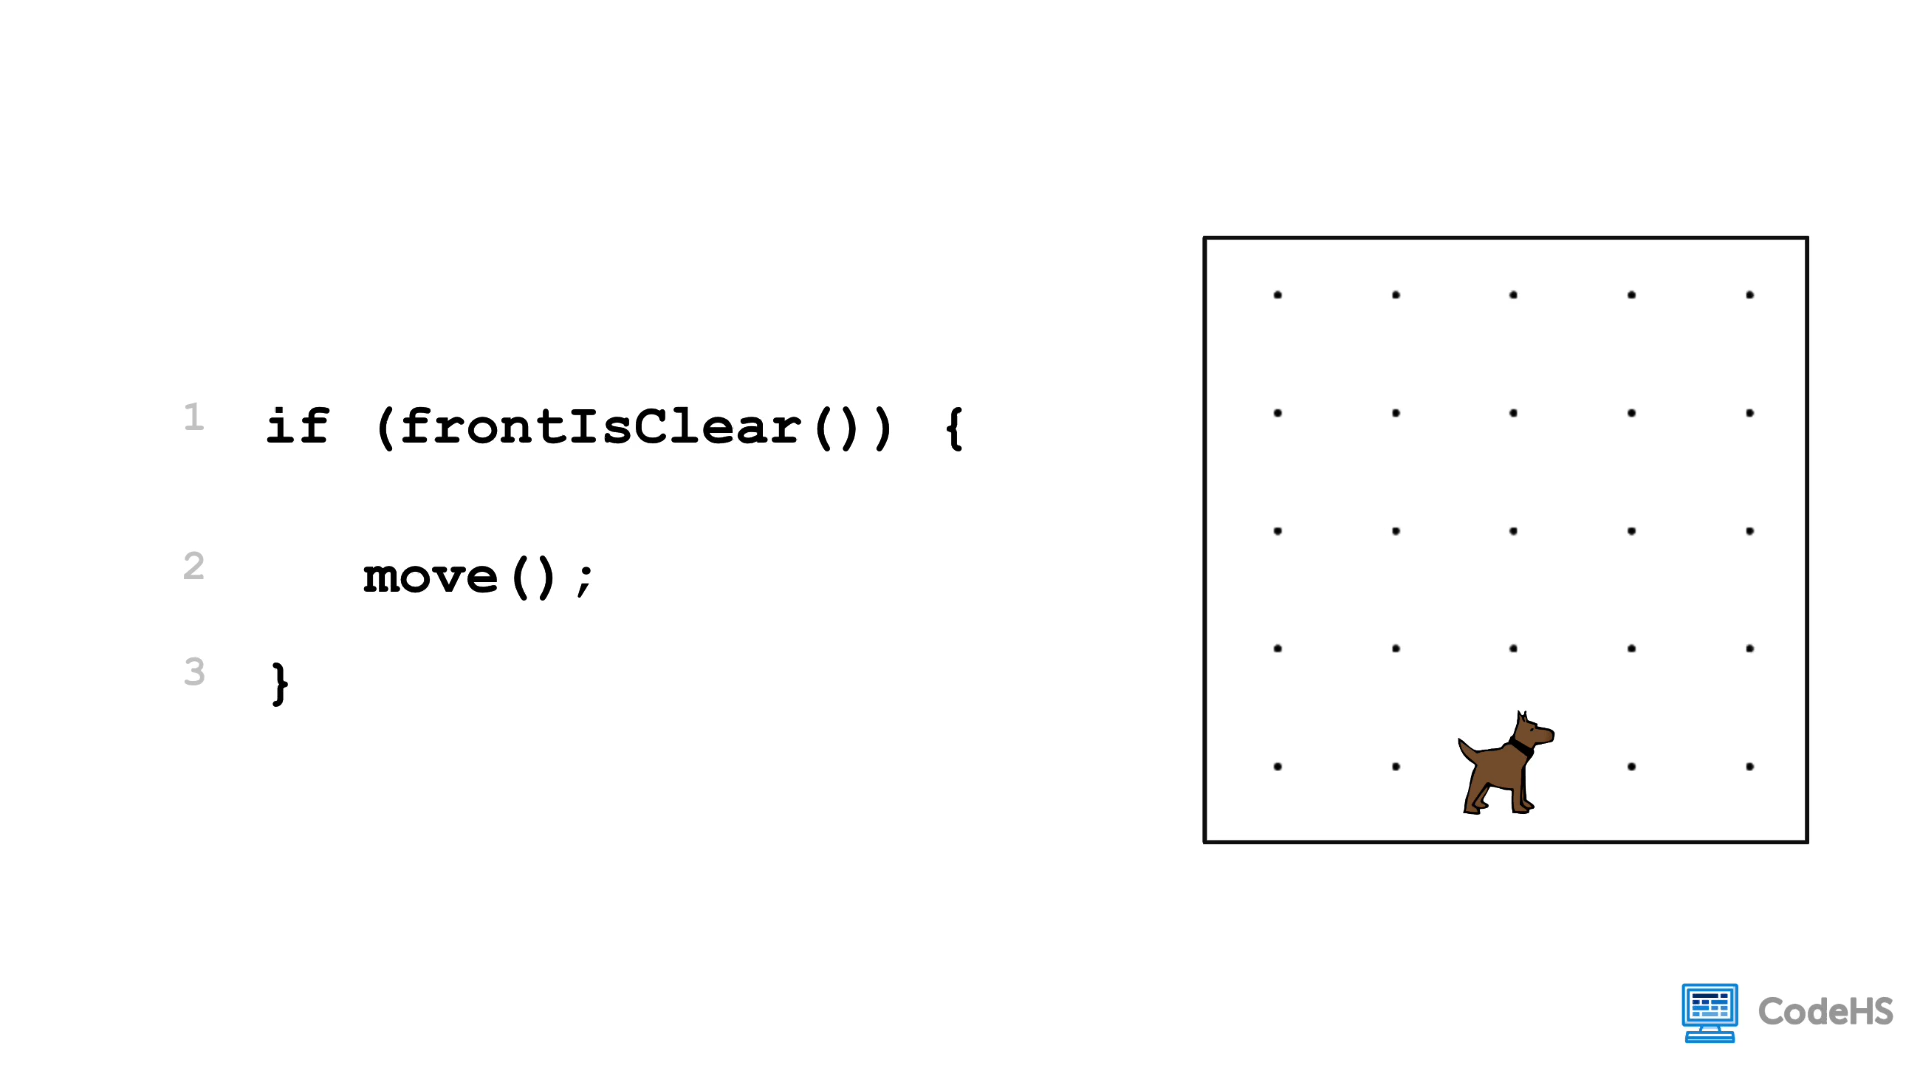 1 if (frontIsClear()) {
2 move();
3 }
CodeHS